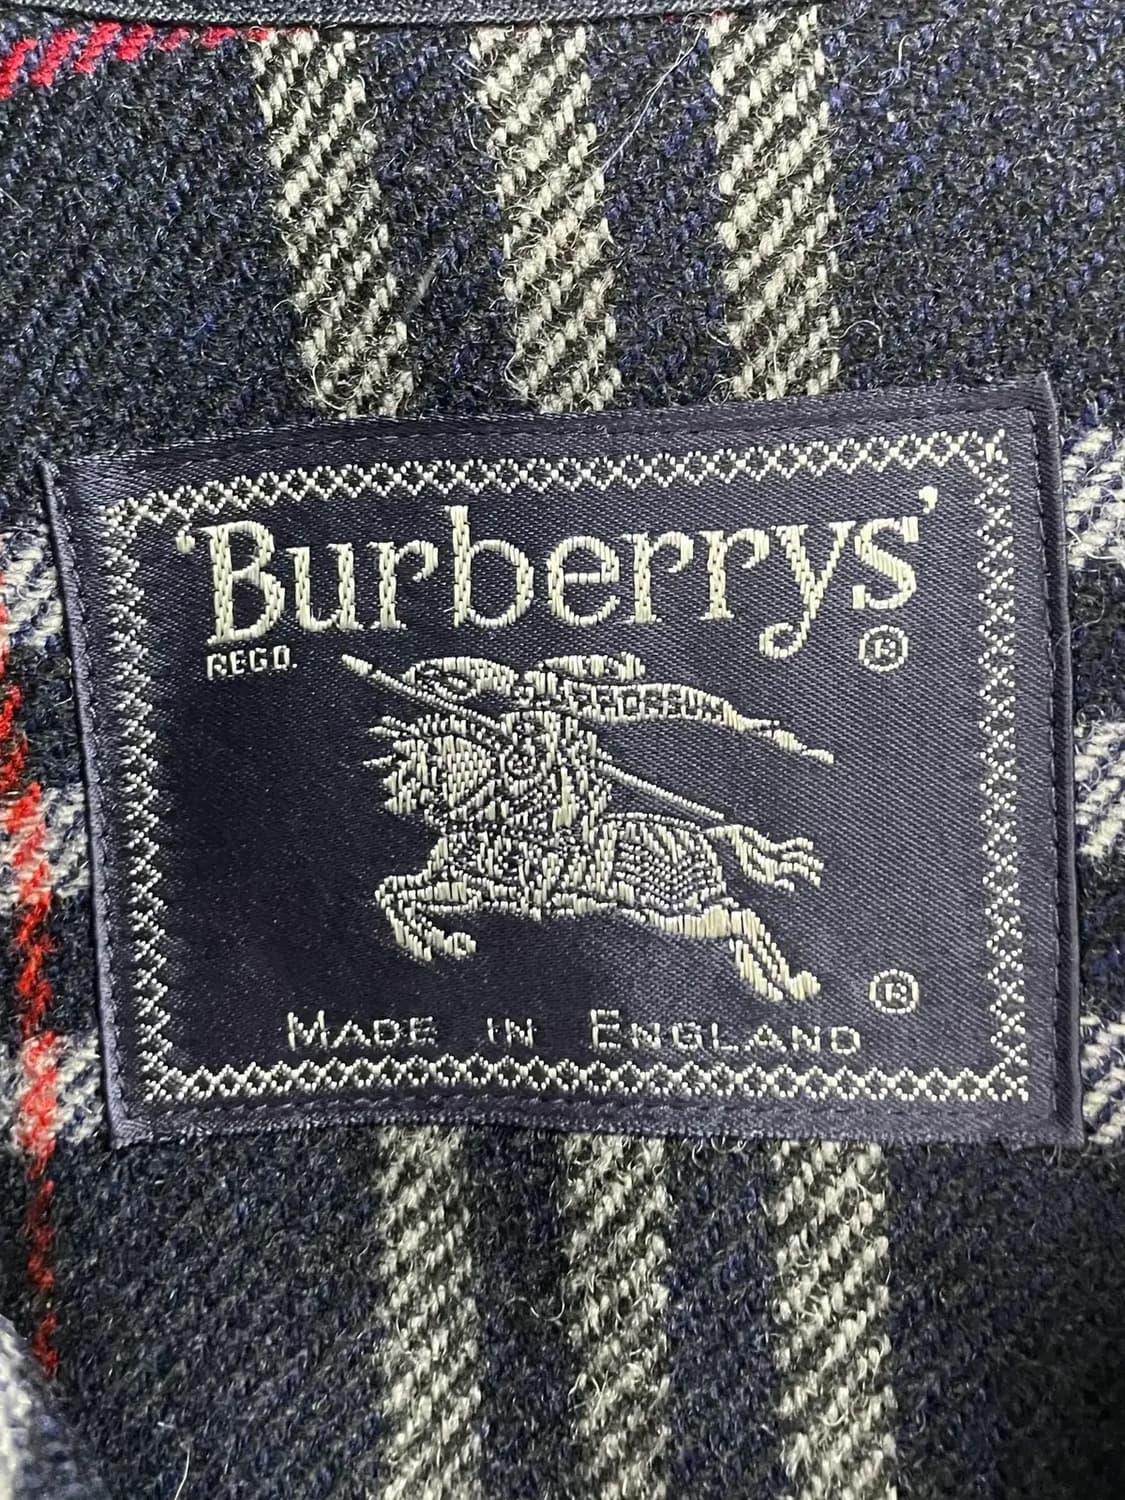 'Burberrys'
REGD. ®
®
MADE IN ENGLAND